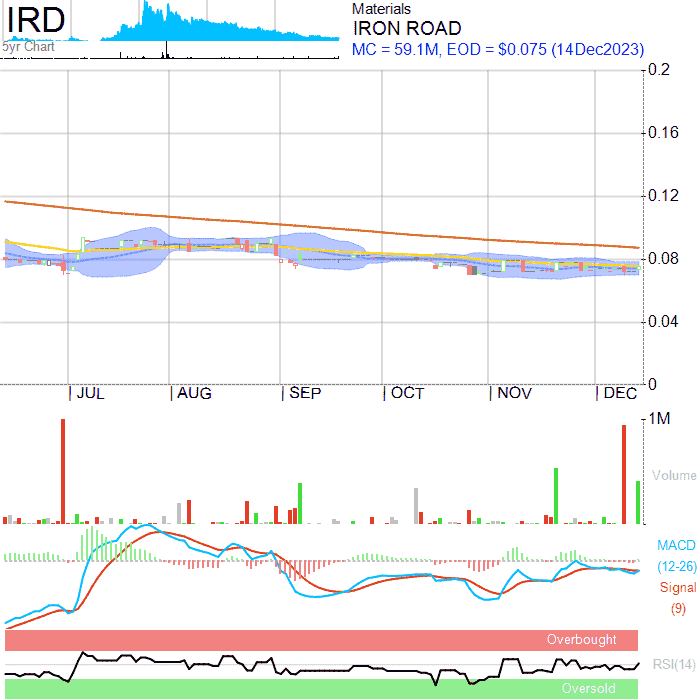 IRD
5yr Chart
Materials
IRON ROAD
MC = 59.1M, EOD = $0.075 (14Dec2023)
0.2
0.16
0.12
0.08
0.04
0
JUL AUG SEP OCT NOV DEC
1M
Volume
MACD
(12-26)
Signal
(9)
Overbought
RSI(14)
Oversold